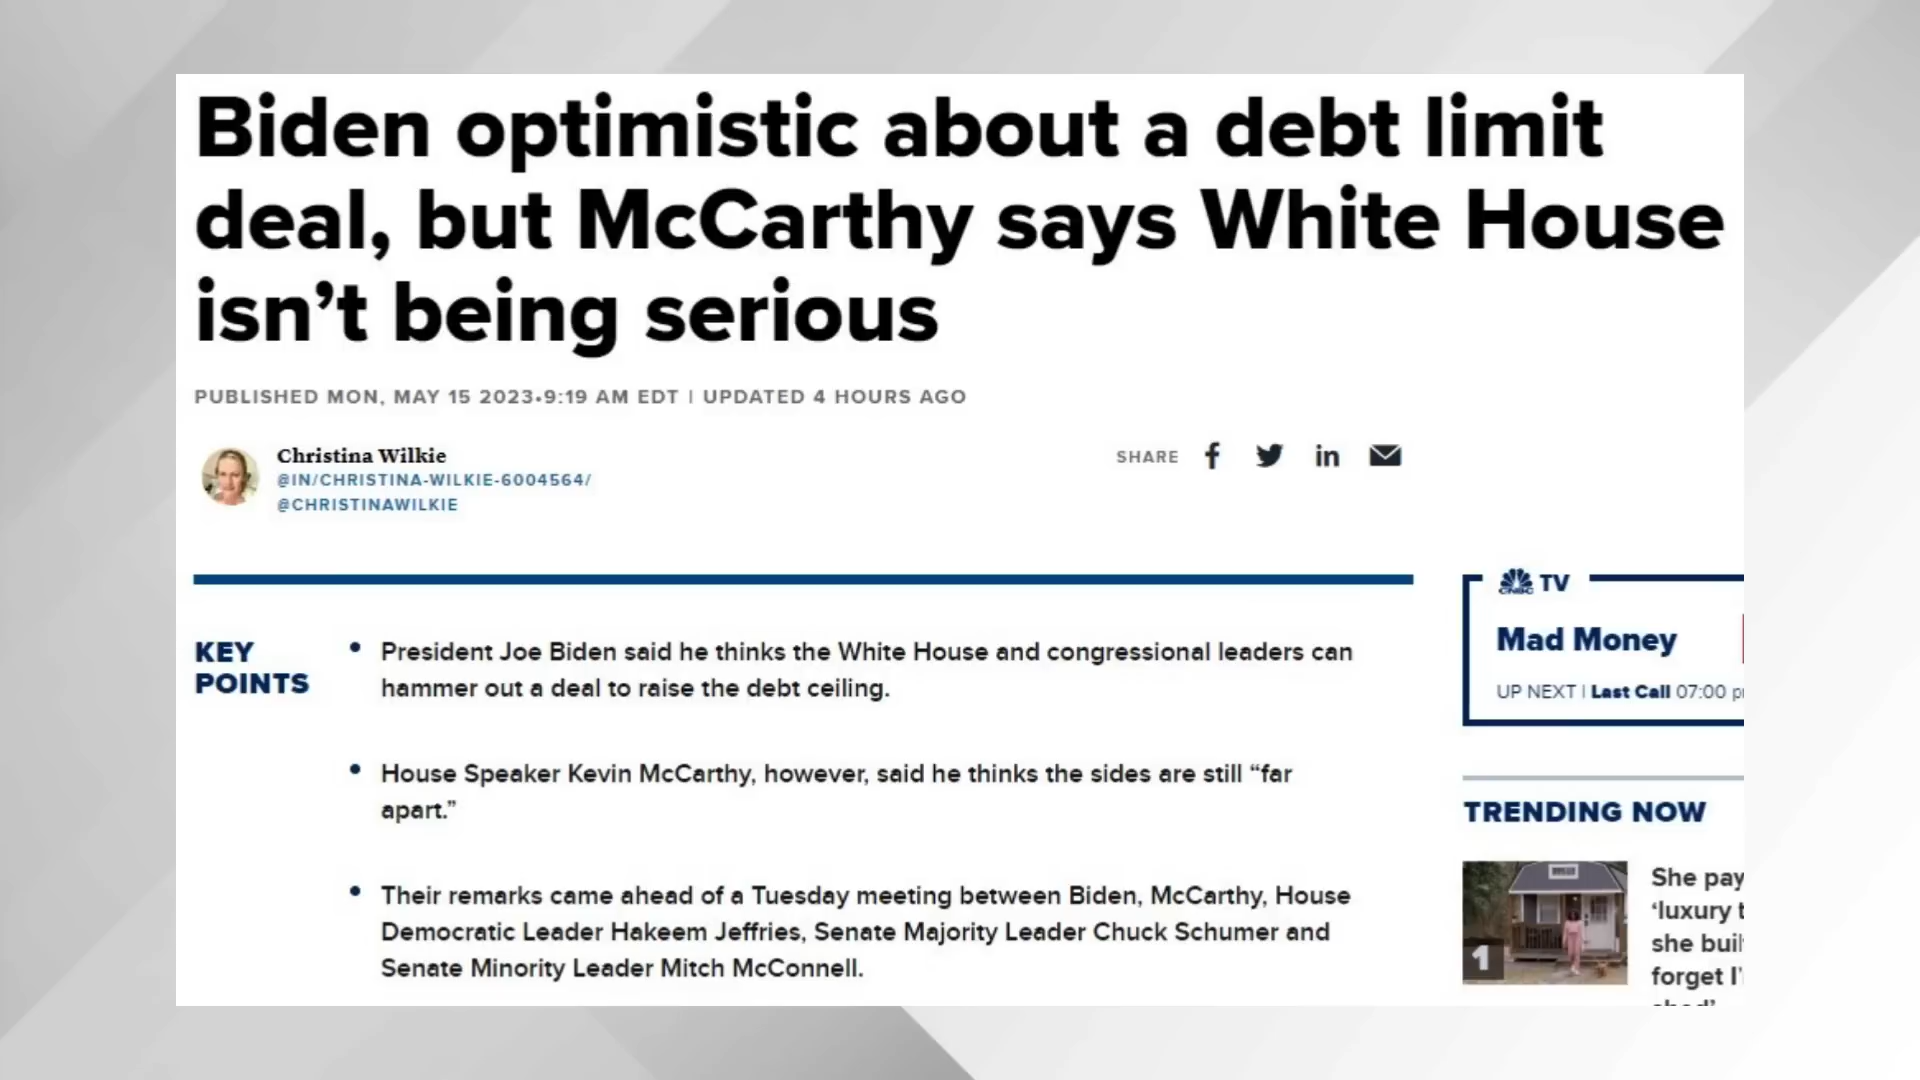 Biden optimistic about a debt limit
deal, but McCarthy says White House
isn’t being serious
PUBLISHED MON, MAY 15 2023•9:19 AM EDT | UPDATED 4 HOURS AGO
Christina Wilkie
@IN/CHRISTINA-WILKIE-6004564/
@CHRISTINAWILKIE
SHARE
KEY
POINTS
President Joe Biden said he thinks the White House and congressional leaders can
hammer out a deal to raise the debt ceiling.
House Speaker Kevin McCarthy, however, said he thinks the sides are still “far
apart.”
Their remarks came ahead of a Tuesday meeting between Biden, McCarthy, House
Democratic Leader Hakeem Jeffries, Senate Majority Leader Chuck Schumer and
Senate Minority Leader Mitch McConnell.
CNBC TV
Mad Money
UP NEXT | Last Call 07:00
TRENDING NOW
1
She pay
‘luxury
she
forget